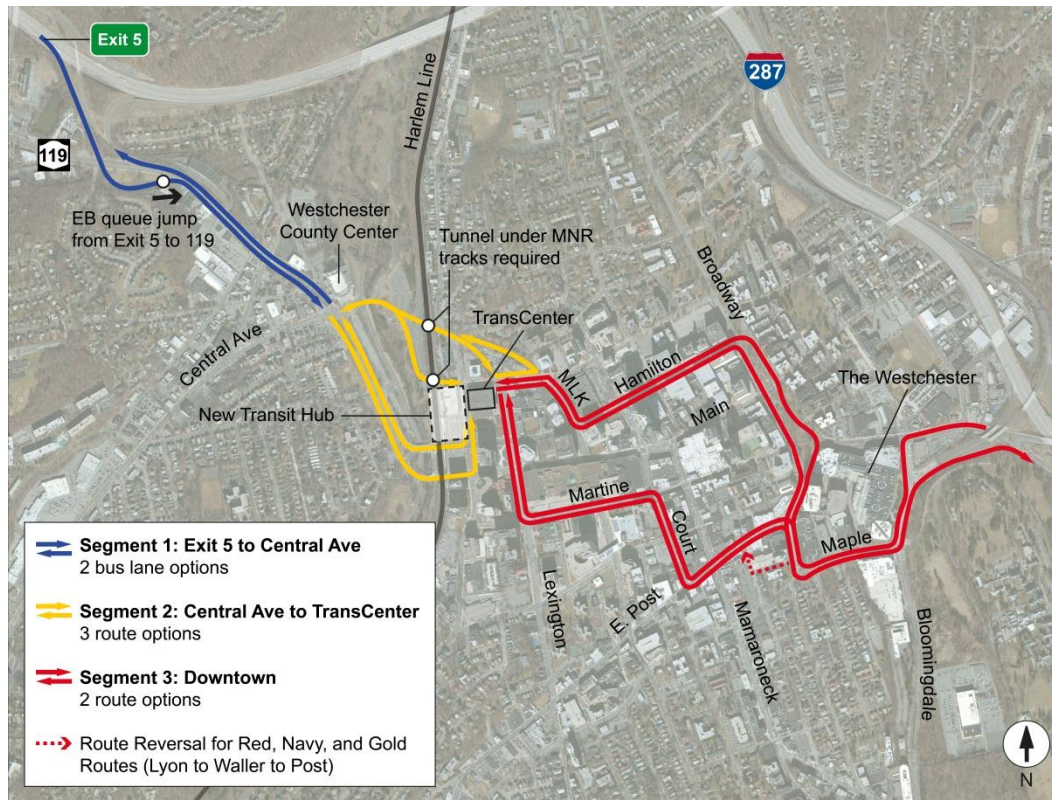 Exit 5
287
Harlem Line
119
EB queue jump
from Exit 5 to 119
Westchester
County Center
Tunnel under MNR
tracks required
TransCenter
Broadway
Central Ave
New Transit Hub
MLK
Hamilton
Main
The Westchester
Martine
Court
Maple
Lexington
E. Post
Mamaroneck
Bloomingdale
Segment 1: Exit 5 to Central Ave
2 bus lane options
Segment 2: Central Ave to TransCenter
3 route options
Segment 3: Downtown
2 route options
Route Reversal for Red, Navy, and Gold
Routes (Lyon to Waller to Post)
N